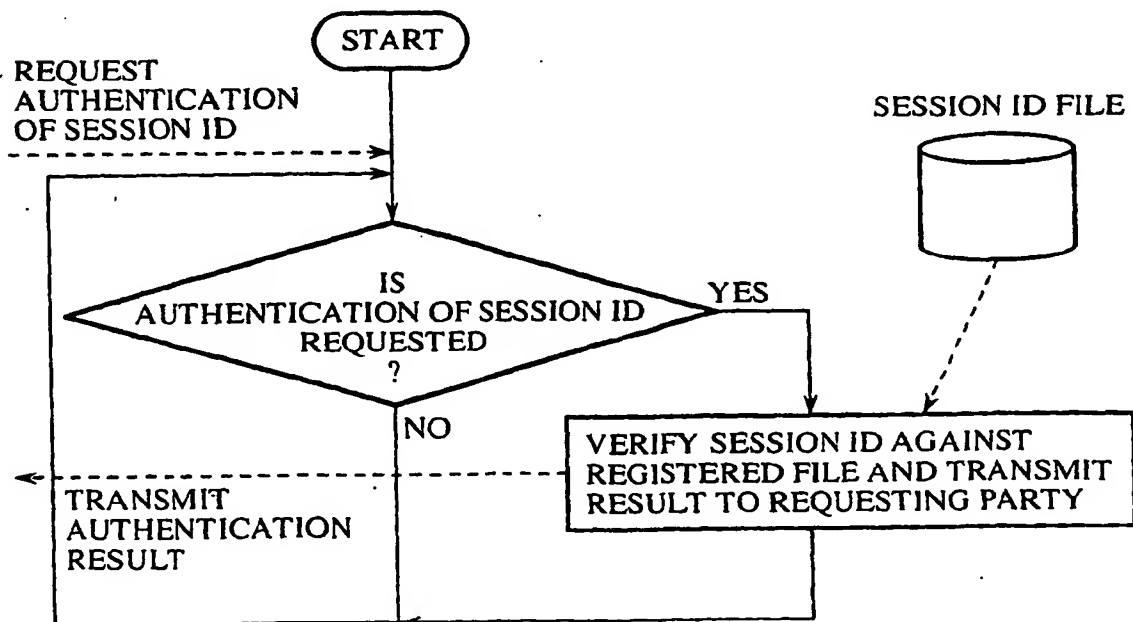 START
REQUEST
AUTHENTICATION
OF SESSION ID
SESSION ID FILE
IS
AUTHENTICATION OF SESSION ID
REQUESTED
?
YES
NO
VERIFY SESSION ID AGAINST
REGISTERED FILE AND TRANSMIT
RESULT TO REQUESTING PARTY
TRANSMIT
AUTHENTICATION
RESULT